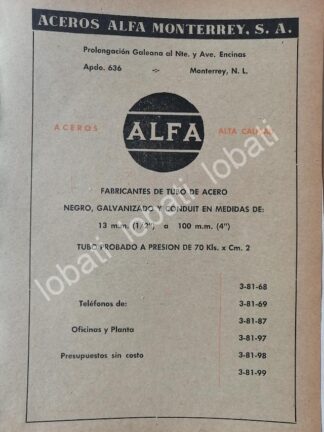 ACEROS ALFA MONTERREY, S. A.
Prolongación Galeana al Nte. y Ave. Encinas
Apdo. 636 -:- Monterrey, N. L.
ACEROS ALFA ALTA CALIDAD
FABRICANTES DE TUBO DE ACERO
NEGRO, GALVANIZADO Y CONDUIT EN MEDIDAS DE:
13 m.m. (1/2", a 100 m.m. (4")
TUBO PROBADO A PRESION DE 70 Kls. x Cm. 2
3-81-68
Teléfonos de: 3-81-69
3-81-87
Oficinas y Planta 3-81-97
Presupuestos sin costo 3-81-98
3-81-99
lobati lobati lobati